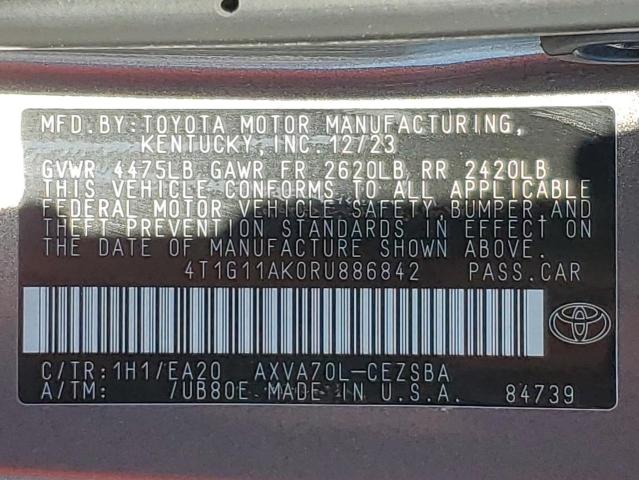 MFD. BY: TOYOTA MOTOR MANUFACTURING,
KENTUCKY, INC. 12/23
GVWR 4475LB GAWR FR 2620LB RR 2420LB
THIS VEHICLE CONFORMS TO ALL APPLICABLE
FEDERAL MOTOR VEHICLE SAFETY, BUMPER, AND
THEFT PREVENTION STANDARDS IN EFFECT ON
THE DATE OF MANUFACTURE SHOWN ABOVE.
4T1G11AK0RU886842 PASS.CAR
C/TR: 1H1/EA20 AXVA70L-CEZSBA
A/TM: /UB80E MADE IN U.S.A. 84739